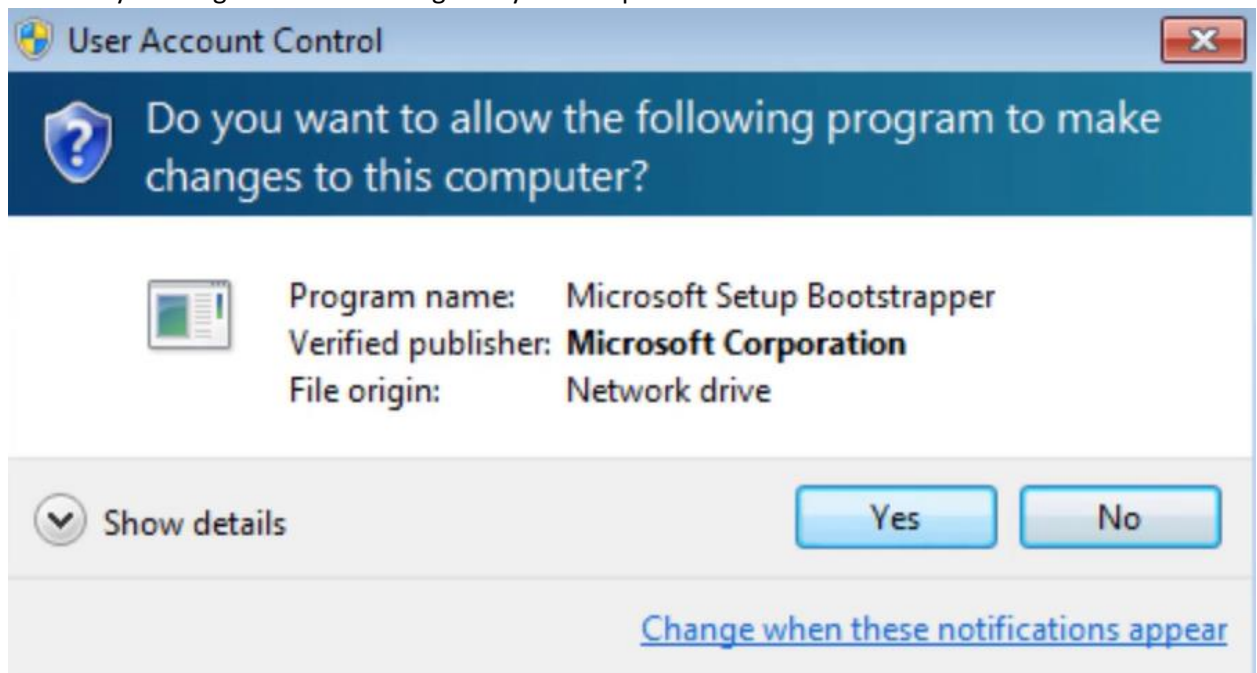 User Account Control
Do you want to allow the following program to make
changes to this computer?
Program name: Microsoft Setup Bootstrapper
Verified publisher: Microsoft Corporation
File origin: Network drive
Show details
Yes No
Change when these notifications appear